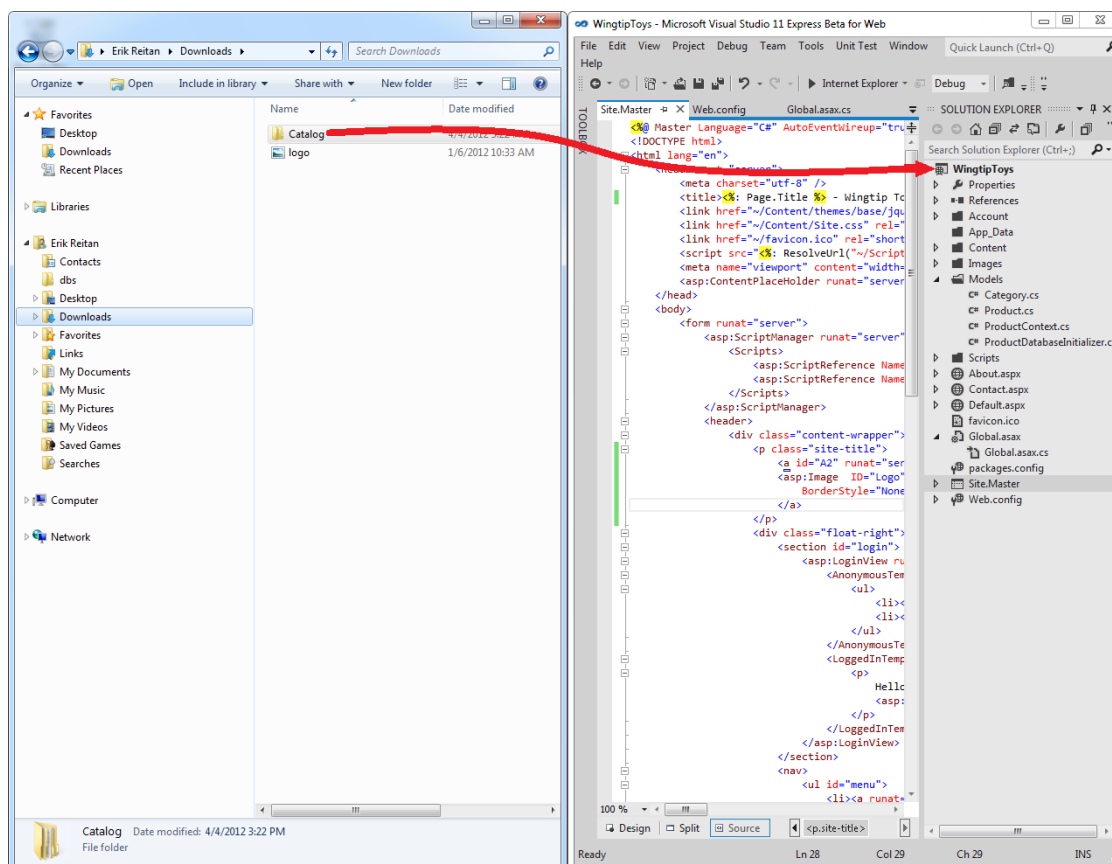 Erik Reitan
Downloads
Search Downloads
Organize
Open
Include in library
Share with
New folder
Favorites
Desktop
Downloads
Recent Places
Libraries
Erik Reitan
Contacts
dbs
Desktop
Downloads
Favorites
Links
My Documents
My Music
My Pictures
My Videos
Saved Games
Searches
Computer
Network
Name
Date modified
Catalog
logo
1/6/2012 10:33 AM
Catalog Date modified: 4/4/2012 3:22 PM
File folder
WingtipToys - Microsoft Visual Studio 11 Express Beta for Web
File Edit View Project Debug Team Tools Unit Test Window
Quick Launch (Ctrl+Q)
Help
Internet Explorer
Debug
TOOLBOX
Site.Master
Web.config
Global.asax.cs
<%@ Master Language="C#" AutoEventWireup="tru
<!DOCTYPE html>
<html lang="en">
<meta charset="utf-8" />
<title><%: Page.Title %> - Wingtip To
<link href="~/Content/themes/base/jqu
<link href="~/Content/Site.css" rel="
<link href="~/favicon.ico" rel="short
<script src="<%: ResolveUrl("~/Script
<meta name="viewport" content="width=
<asp:ContentPlaceHolder runat="server
</head>
<body>
<form runat="server">
<asp:ScriptManager runat="server"
<Scripts>
<asp:ScriptReference Name
<asp:ScriptReference Name
</Scripts>
</asp:ScriptManager>
<header>
<div class="content-wrapper">
<p class="site-title">
<a id="A2" runat="ser
<asp:Image ID="Logo"
BorderStyle="None
</a>
</p>
<div class="float-right">
<section id="login">
<asp:LoginView ru
<AnonymousTem
<ul>
<li><
<li><
</ul>
</AnonymousTe
<LoggedInTemp
<p>
Hello
<asp:
</p>
</LoggedInTem
</asp:LoginView>
</section>
<nav>
<ul id="menu">
<li><a runat=
100 %
Design
Split
Source
<p.site-title>
SOLUTION EXPLORER
Search Solution Explorer (Ctrl+;)
WingtipToys
Properties
References
Account
App_Data
Content
Images
Models
C# Category.cs
C# Product.cs
C# ProductContext.cs
C# ProductDatabaseInitializer.c
Scripts
About.aspx
Contact.aspx
Default.aspx
favicon.ico
Global.asax
Global.asax.cs
packages.config
Site.Master
Web.config
Ready
Ln 28
Col 29
Ch 29
INS